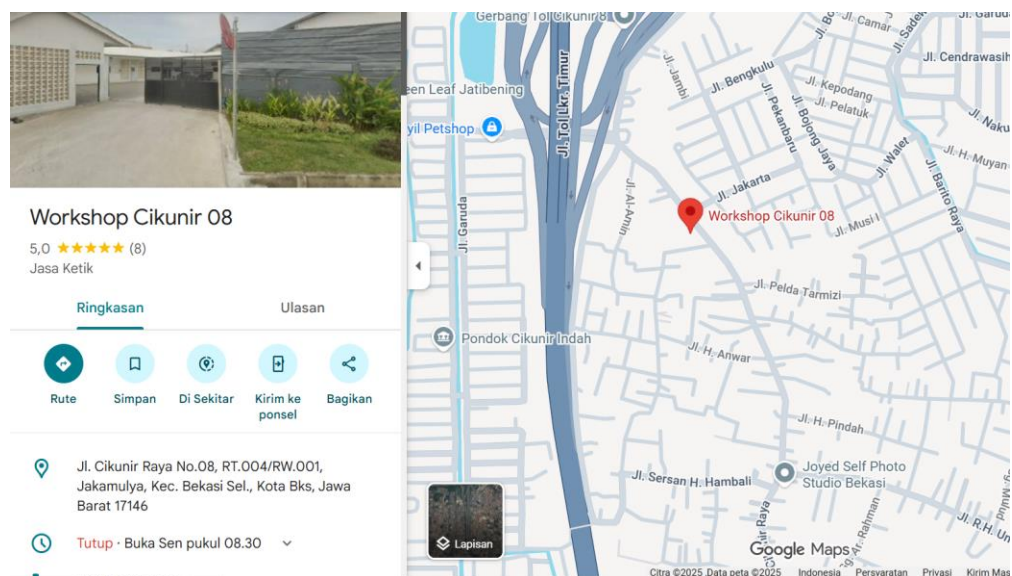 Workshop Cikunir 08
5,0 ★★★★★ (8)
Jasa Ketik
Ringkasan
Ulasan
Rute
Simpan
Di Sekitar
Kirim ke
ponsel
Bagikan
Jl. Cikunir Raya No.08, RT.004/RW.001,
Jakamulya, Kec. Bekasi Sel., Kota Bks, Jawa
Barat 17146
Tutup · Buka Sen pukul 08.30
Gerbang Tol Cikunir 8
een Leaf Jatibening
yil Petshop
Jl. Tol Lkr. Timur
Jl. Garuda
Jl. Jambi
Jl. Bengkulu
Jl. Camar
Jl. Cendrawasih
Jl. Kepodang
Jl. Pelatuk
Jl. Pekanbaru
Jl. Bojong Jaya
Jl. Walet
Jl. H. Muyan
Jl. Barito Raya
Jl. Jakarta
Jl. Al-Amin
Workshop Cikunir 08
Jl. Musi I
Jl. Pelda Tarmizi
Pondok Cikunir Indah
Jl. H. Anwar
Jl. H. Pindah
Jl. Sersan H. Hambali
Joyed Self Photo
Studio Bekasi
Lapisan
Google Maps
Citra ©2025 Data peta ©2025
Indonesia
Persyaratan
Privasi
Kirim Mas